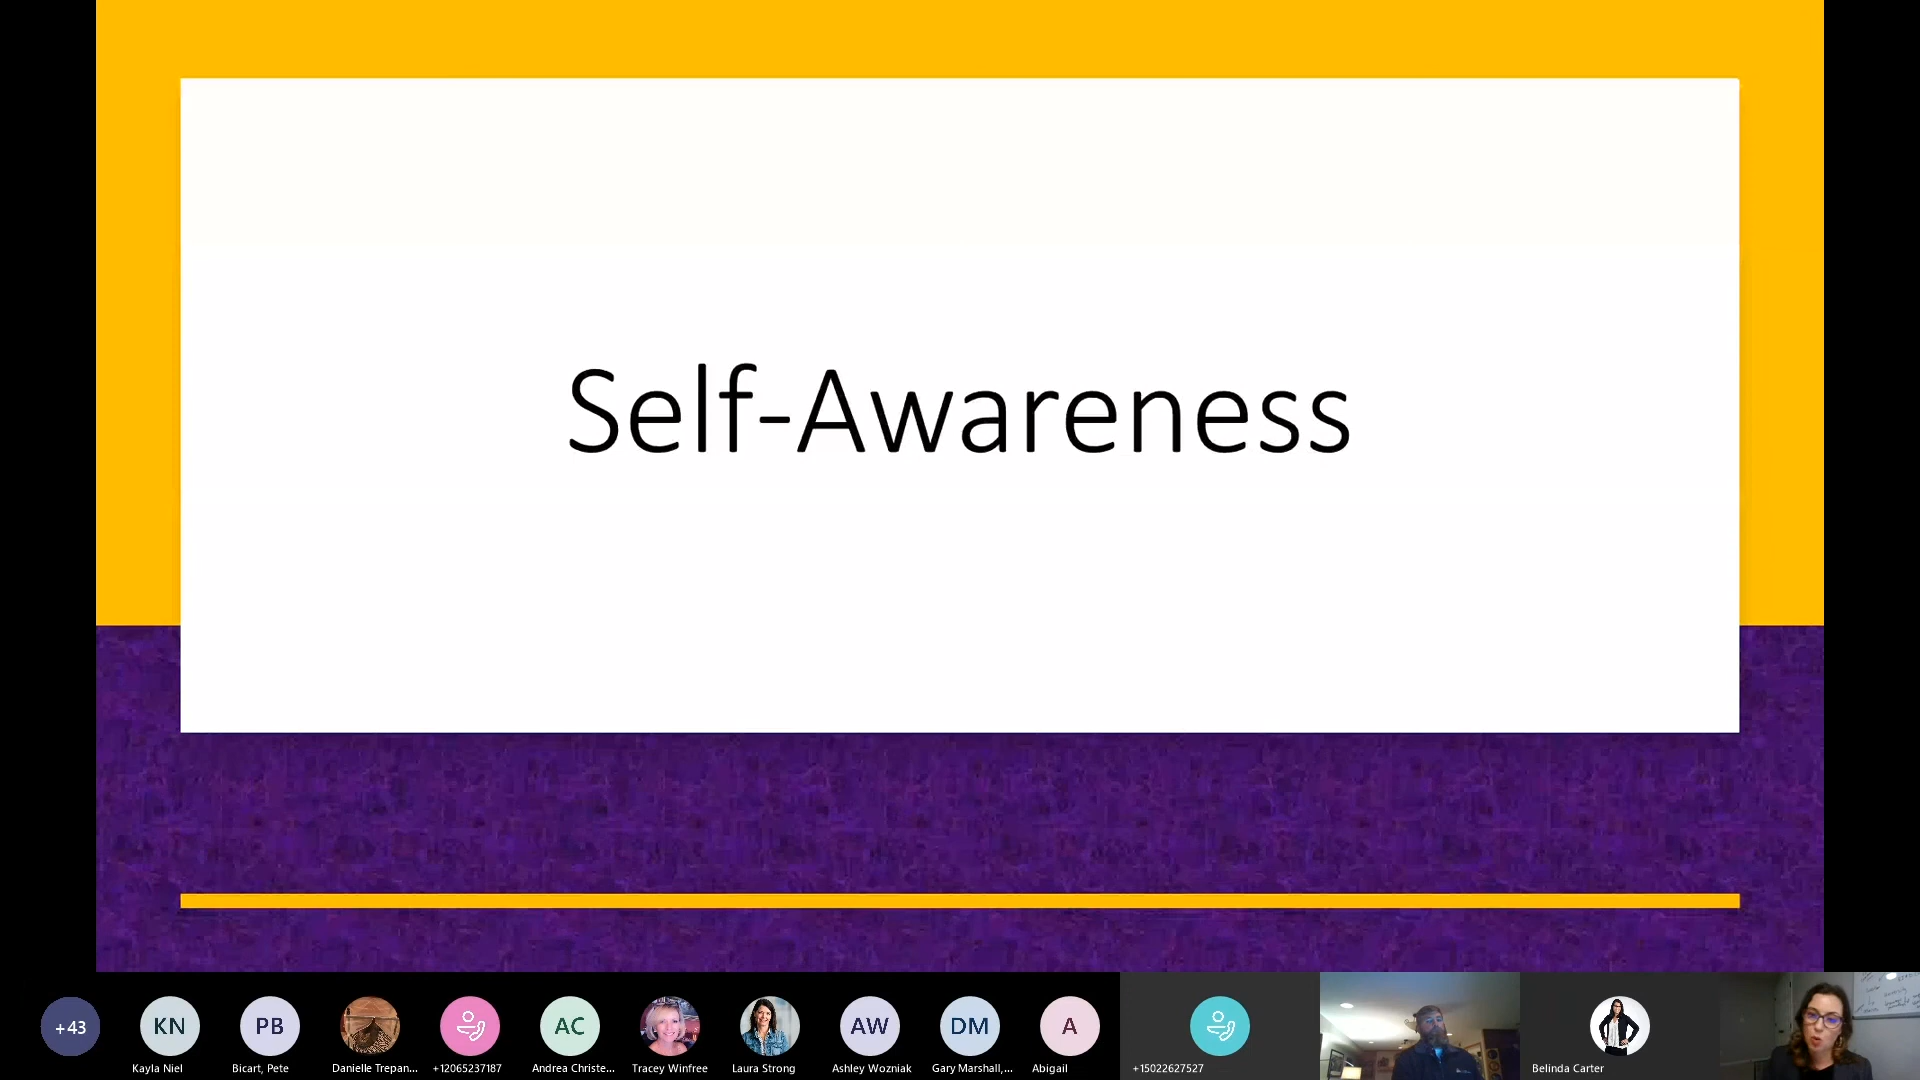 Self-Awareness
+43
KN
PB
AC
AW
DM
A
Kayla Niel
Bicart, Pete
Danielle Trepan...
+12065237187
Andrea Christe...
Tracey Winfree
Laura Strong
Ashley Wozniak
Gary Marshall,...
Abigail
+15022627527
Belinda Carter